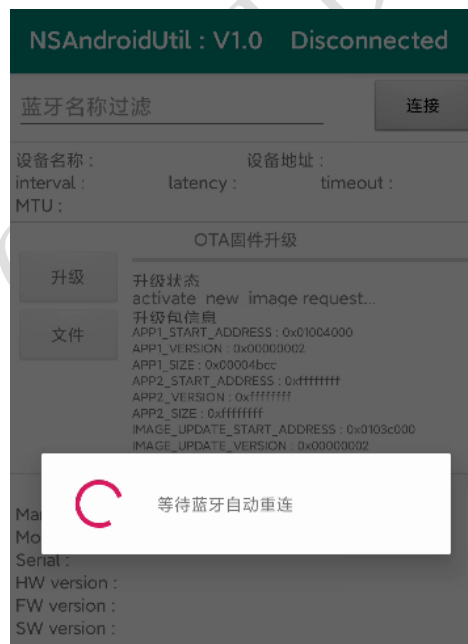 NSAndroidUtil : V1.0 Disconnected
蓝牙名称过滤 连接
设备名称 : 设备地址 :
interval : latency : timeout :
MTU :
OTA固件升级
升级
升级状态
activate new image request...
升级包信息
文件
APP1_START_ADDRESS : 0x01004000
APP1_VERSION : 0x00000002
APP1_SIZE : 0x00004bcc
APP2_START_ADDRESS : 0xffffffff
APP2_VERSION : 0xffffffff
APP2_SIZE : 0xffffffff
IMAGE_UPDATE_START_ADDRESS : 0x0103c000
IMAGE_UPDATE_VERSION : 0x00000002
等待蓝牙自动重连
Serial :
HW version :
FW version :
SW version :